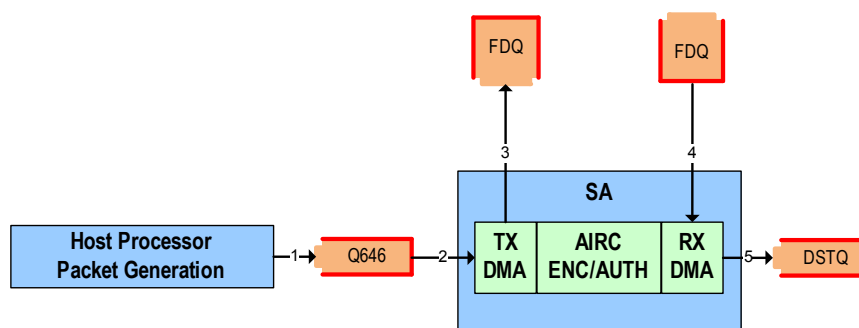 FDQ
FDQ
3
4
SA
Host Processor
Packet Generation
1
Q646
2
TX
DMA
AIRC
ENC/AUTH
RX
DMA
5
DSTQ